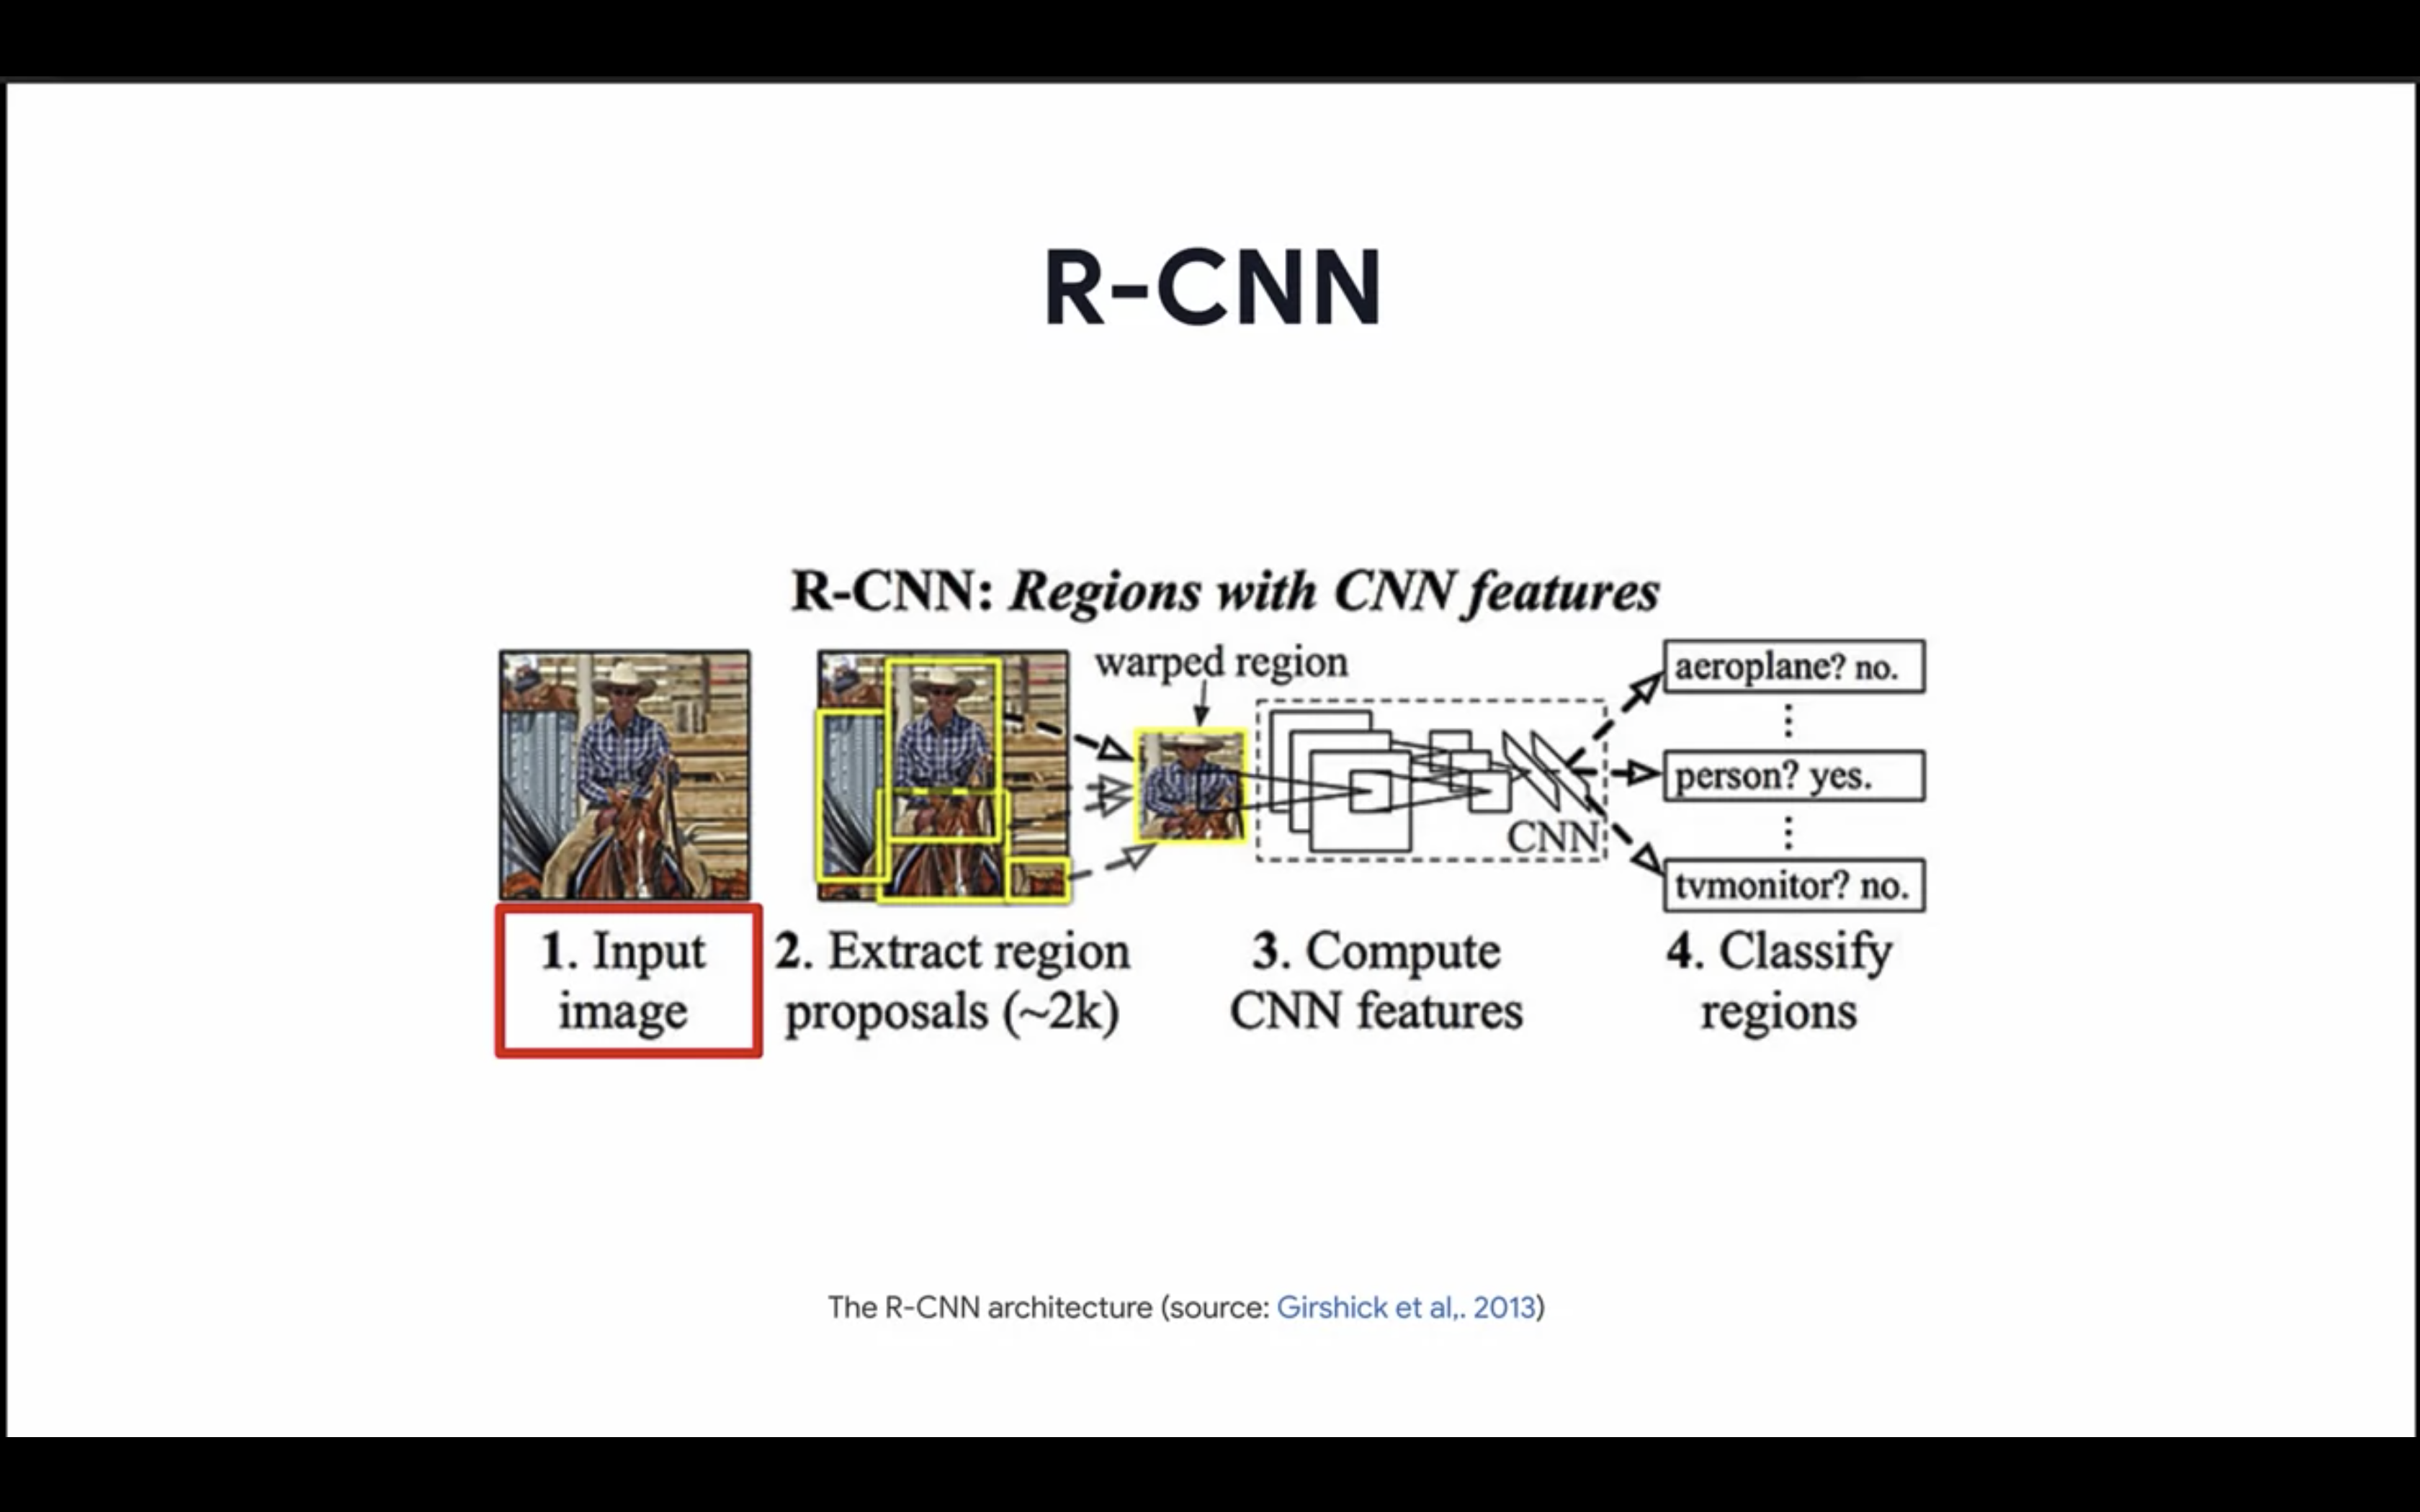 R-CNN
R-CNN: Regions with CNN features
warped region
aeroplane? no.
person? yes.
CNN
tvmonitor? no.
1. Input
image
2. Extract region
proposals (~2k)
3. Compute
CNN features
4. Classify
regions
The R-CNN architecture (source: Girshick et al,. 2013)